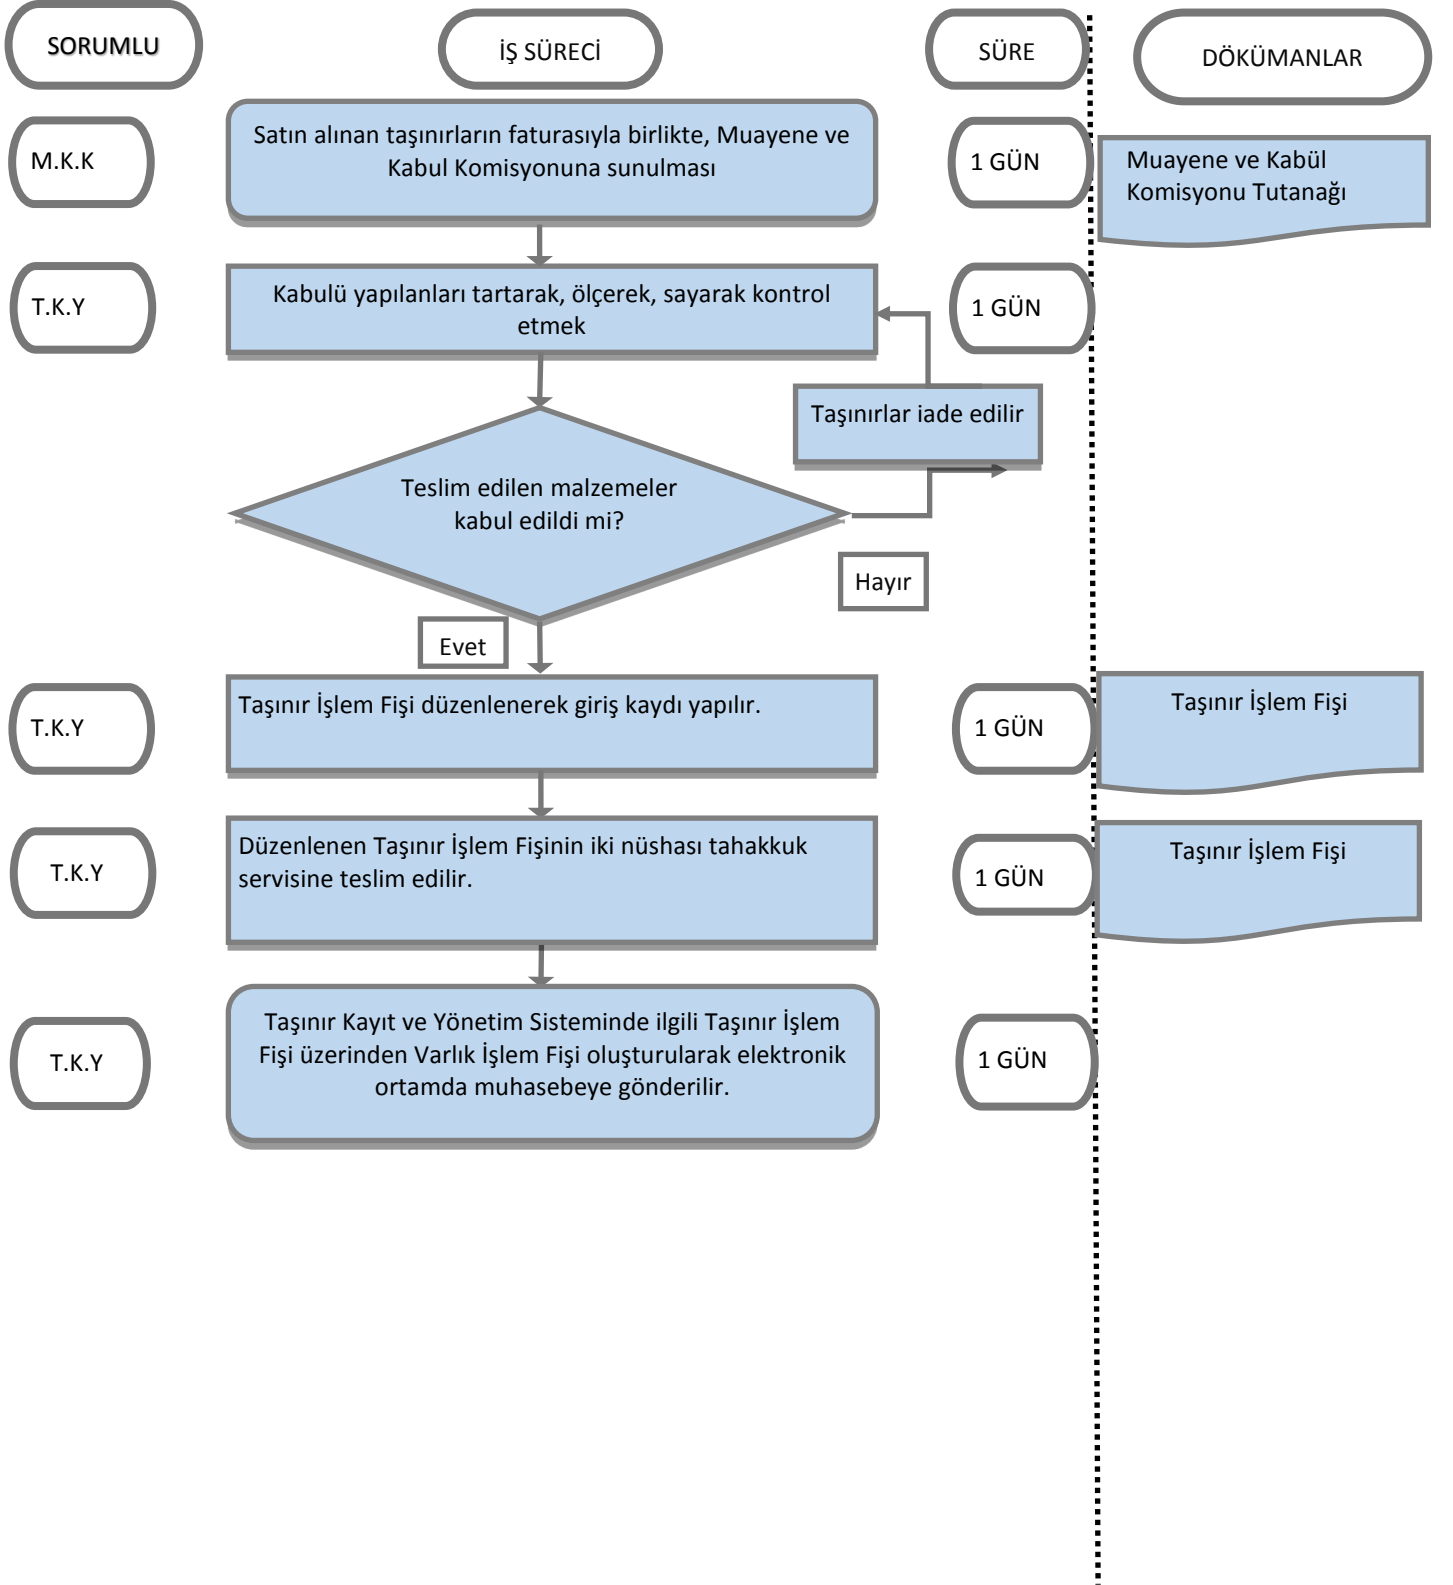 SORUMLU
İŞ SÜRECİ
SÜRE
DÖKÜMANLAR
M.K.K
Satın alınan taşınırların faturasıyla birlikte, Muayene ve
Kabul Komisyonuna sunulması
1 GÜN
Muayene ve Kabül
Komisyonu Tutanağı
T.K.Y
Kabulü yapılanları tartarak, ölçerek, sayarak kontrol
etmek
1 GÜN
Taşınırlar iade edilir
Teslim edilen malzemeler
kabul edildi mi?
Hayır
Evet
T.K.Y
Taşınır İşlem Fişi düzenlenerek giriş kaydı yapılır.
1 GÜN
Taşınır İşlem Fişi
T.K.Y
Düzenlenen Taşınır İşlem Fişinin iki nüshası tahakkuk
servisine teslim edilir.
1 GÜN
Taşınır İşlem Fişi
T.K.Y
Taşınır Kayıt ve Yönetim Sisteminde ilgili Taşınır İşlem
Fişi üzerinden Varlık İşlem Fişi oluşturularak elektronik
ortamda muhasebeye gönderilir.
1 GÜN